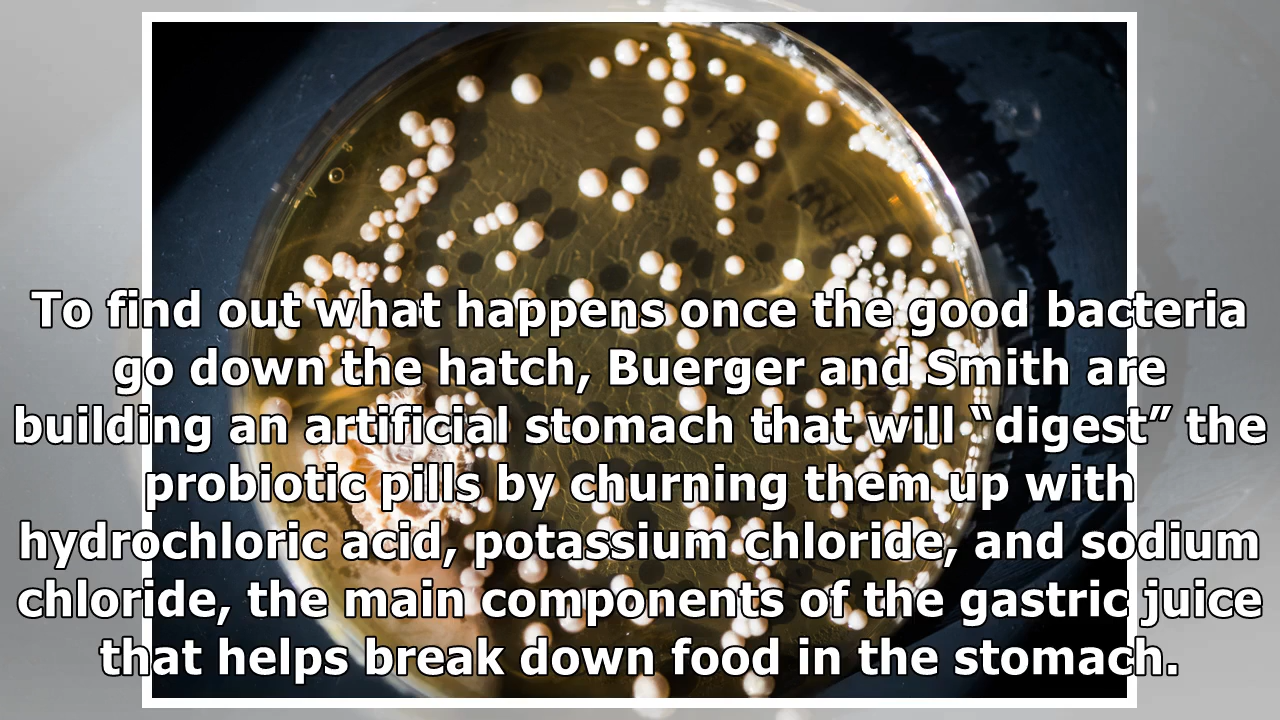 To find out what happens once the good bacteria
go down the hatch, Buerger and Smith are
building an artificial stomach that will “digest” the
probiotic pills by churning them up with
hydrochloric acid, potassium chloride, and sodium
chloride, the main components of the gastric juice
that helps break down food in the stomach.